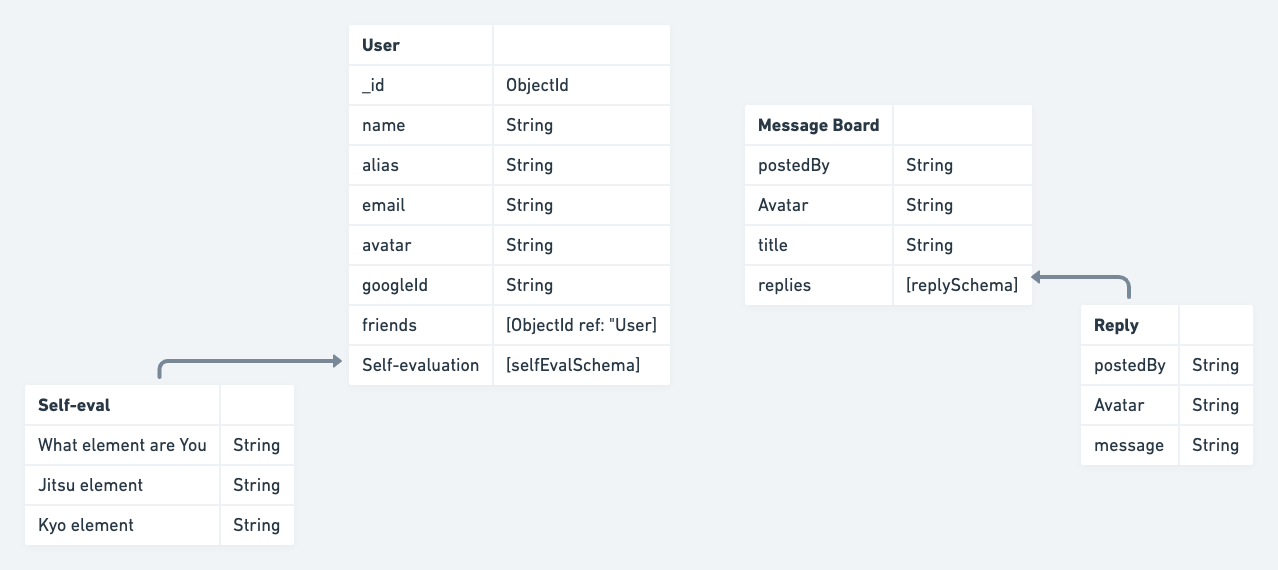 User
_id ObjectId
name String
alias String
email String
avatar String
googleId String
friends [ObjectId ref: "User]
Self-evaluation [selfEvalSchema]
Message Board
postedBy String
Avatar String
title String
replies [replySchema]
Self-eval
What element are You String
Jitsu element String
Kyo element String
Reply
postedBy String
Avatar String
message String